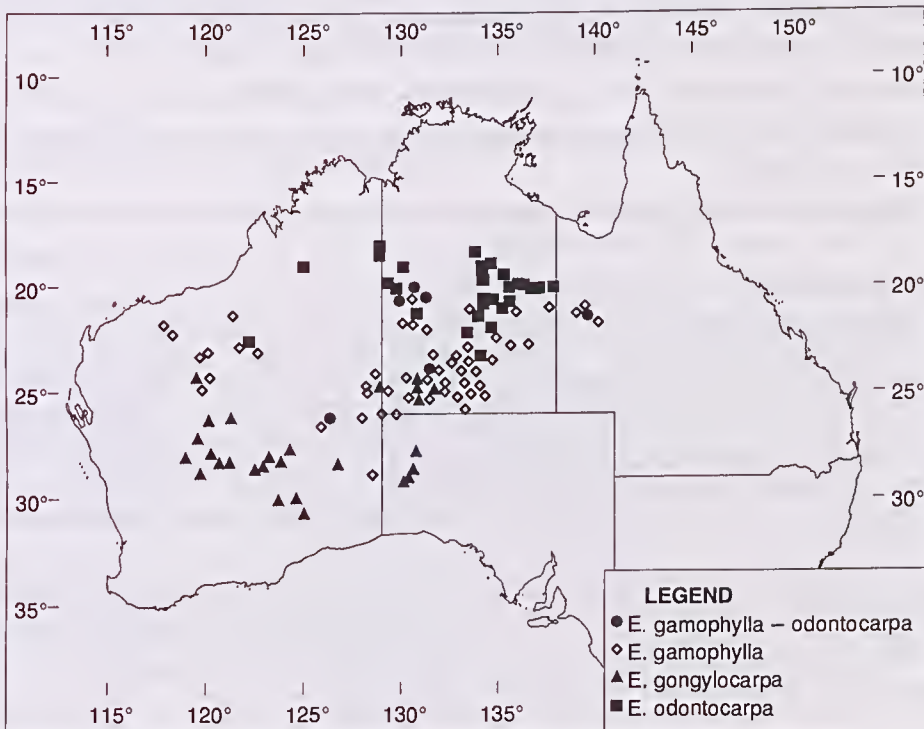 115° 120° 125° 130° 135° 140° 145° 150°
10° 10°
15° 15°
20° 20°
25° 25°
30° 30°
35°
LEGEND
E. gamophylla – odontocarpa
E. gamophylla
E. gongylocarpa
E. odontocarpa
115° 120° 125° 130° 135°